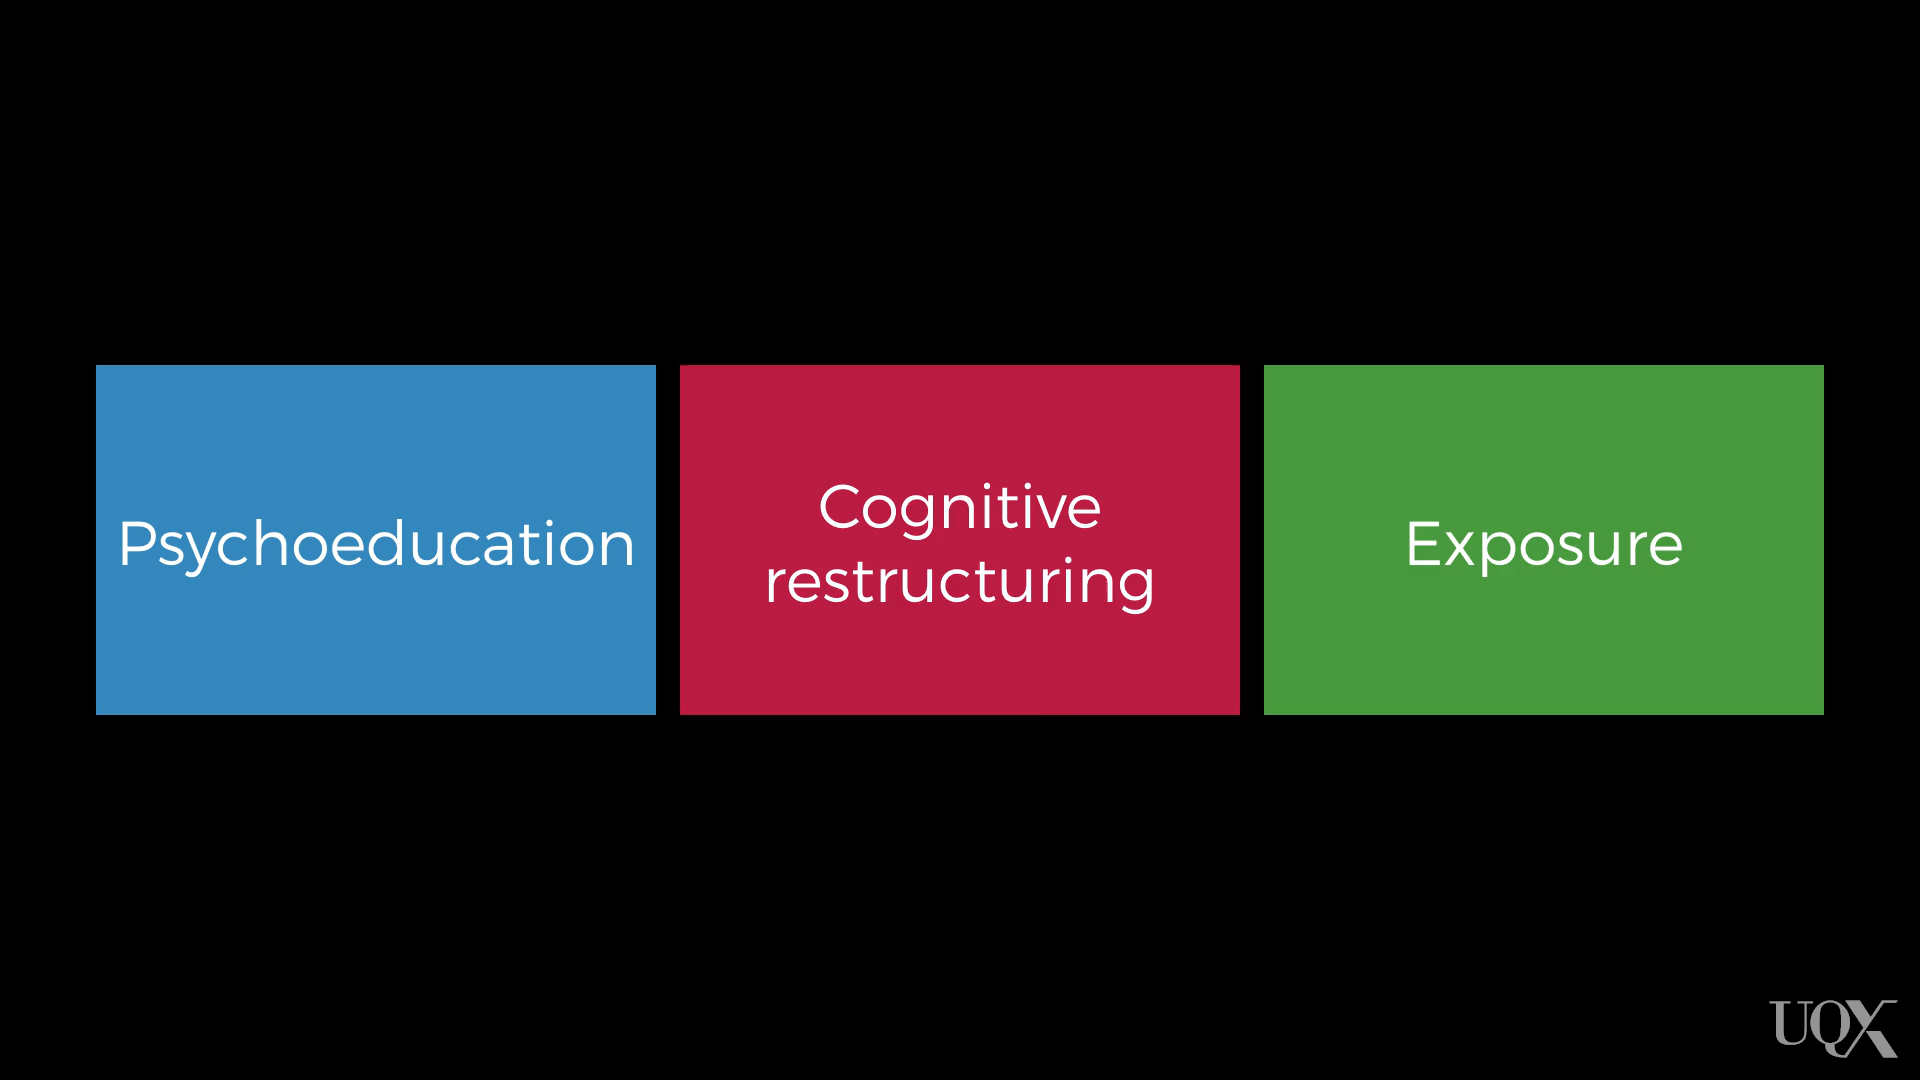 Psychoeducation
Cognitive
restructuring
Exposure
UQX